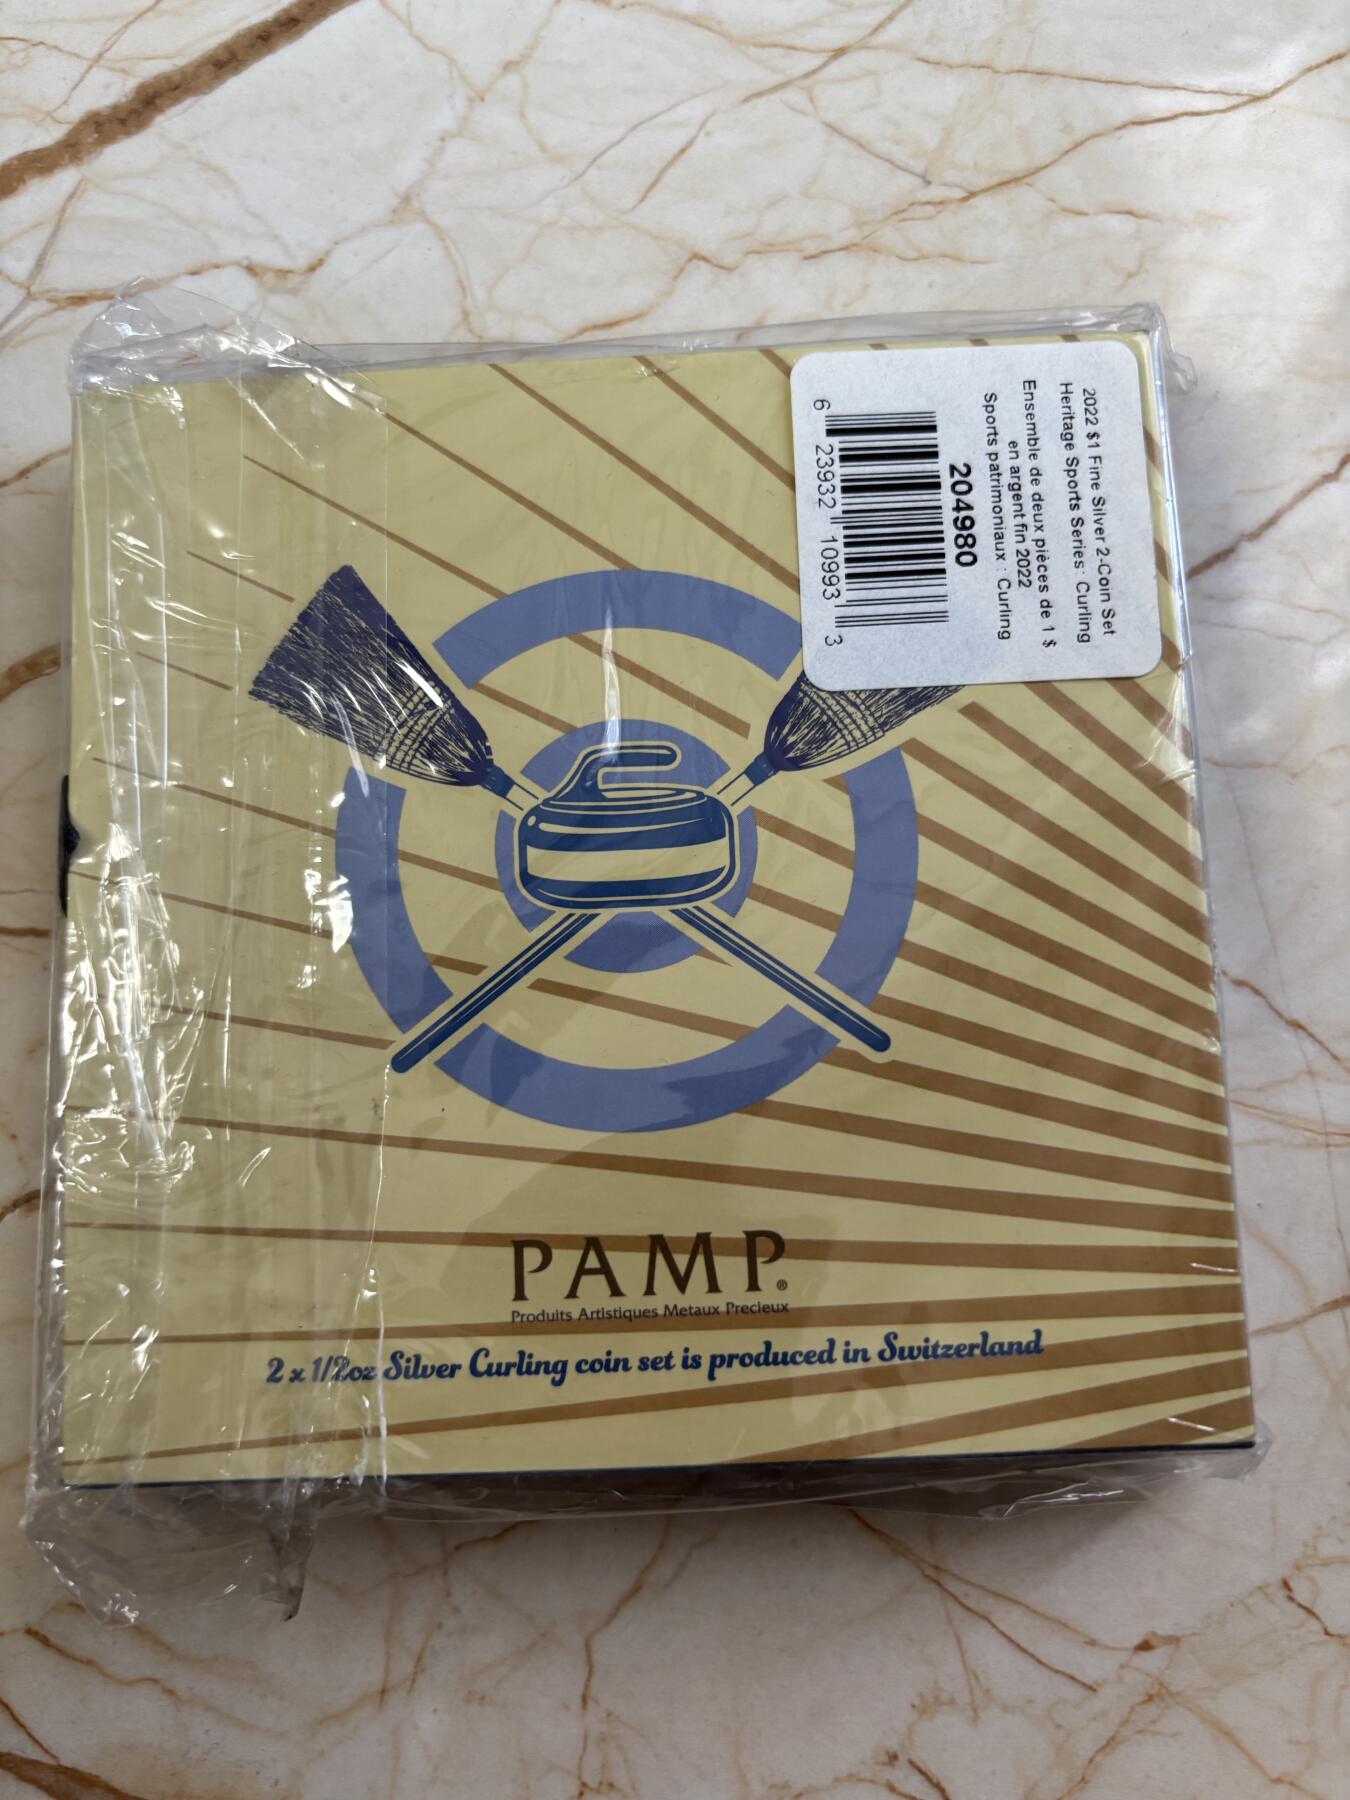 2022 $1 Fine Silver 2-Coin Set
Heritage Sports Series: Curling
Ensemble de deux pièces de 1 $
en argent fin 2022
Sports patrimoniaux : Curling
204980
6 23932 10993 3
PAMP®
Produits Artistiques Metaux Precieux
2 x 1/2oz Silver Curling coin set is produced in Switzerland